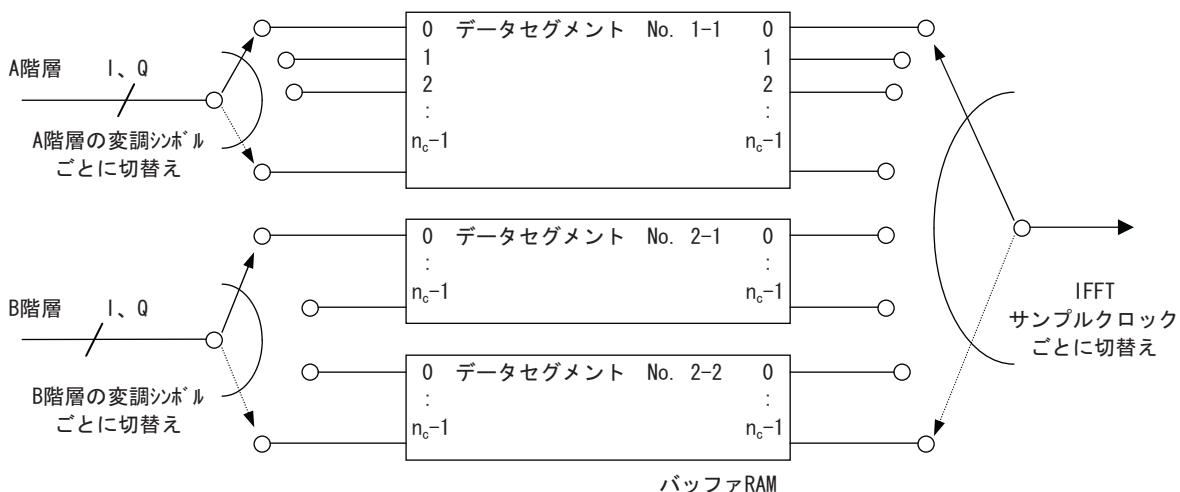 0 データセグメント No. 1-1 0
1 1
2 2
: :
nc-1 nc-1
A階層 I、Q
A階層の変調ｼﾝﾎﾞﾙ
ごとに切替え
0 データセグメント No. 2-1 0
: :
nc-1 nc-1
B階層 I、Q
B階層の変調ｼﾝﾎﾞﾙ
ごとに切替え
0 データセグメント No. 2-2 0
: :
nc-1 nc-1
IFFT
サンプルクロック
ごとに切替え
バッファRAM